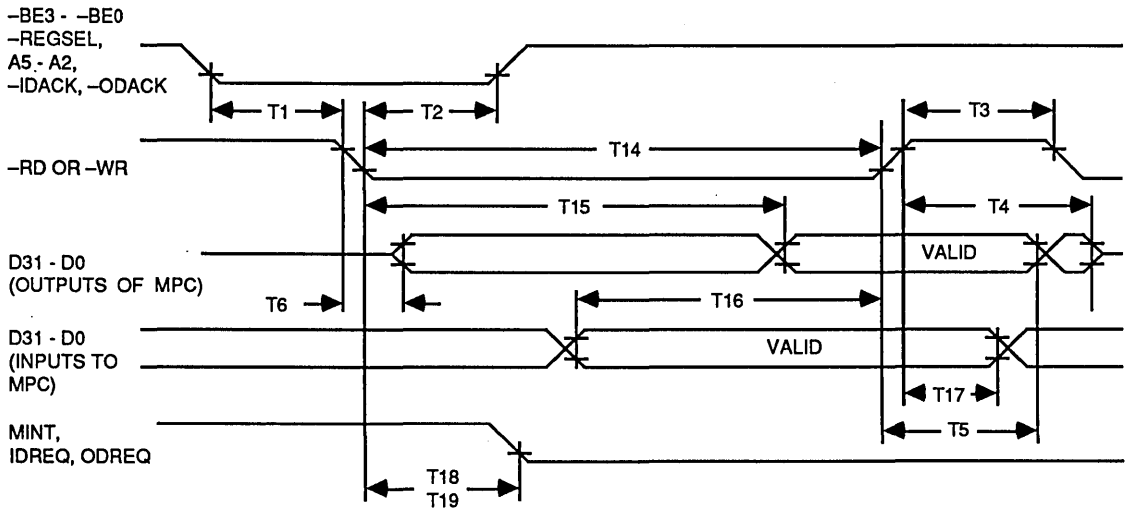 –BE3 - –BE0
–REGSEL,
A5 - A2,
–IDACK, –ODACK
T1
T2
T3
–RD OR –WR
T14
T15
T4
D31 - D0
(OUTPUTS OF MPC)
VALID
T6
T16
D31 - D0
(INPUTS TO
MPC)
VALID
T17
T5
MINT,
IDREQ, ODREQ
T18
T19